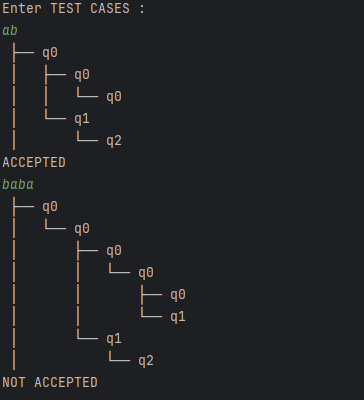 Enter TEST CASES :
ab
├── q0
│   ├── q0
│   │   └── q0
│   └── q1
│       └── q2
ACCEPTED
baba
├── q0
│   └── q0
│       ├── q0
│       │   └── q0
│       │       ├── q0
│       │       └── q1
│       └── q1
│           └── q2
NOT ACCEPTED